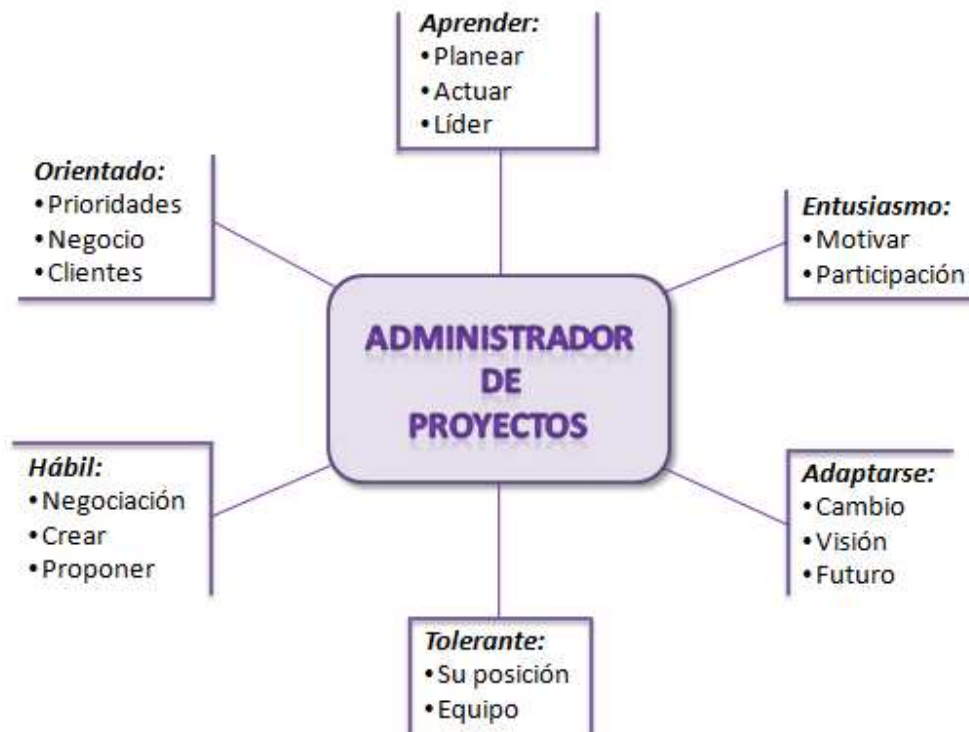 Aprender:
•Planear
•Actuar
•Líder
Orientado:
•Prioridades
•Negocio
•Clientes
Entusiasmo:
•Motivar
•Participación
ADMINISTRADOR
DE
PROYECTOS
Hábil:
•Negociación
•Crear
•Proponer
Adaptarse:
•Cambio
•Visión
•Futuro
Tolerante:
•Su posición
•Equipo